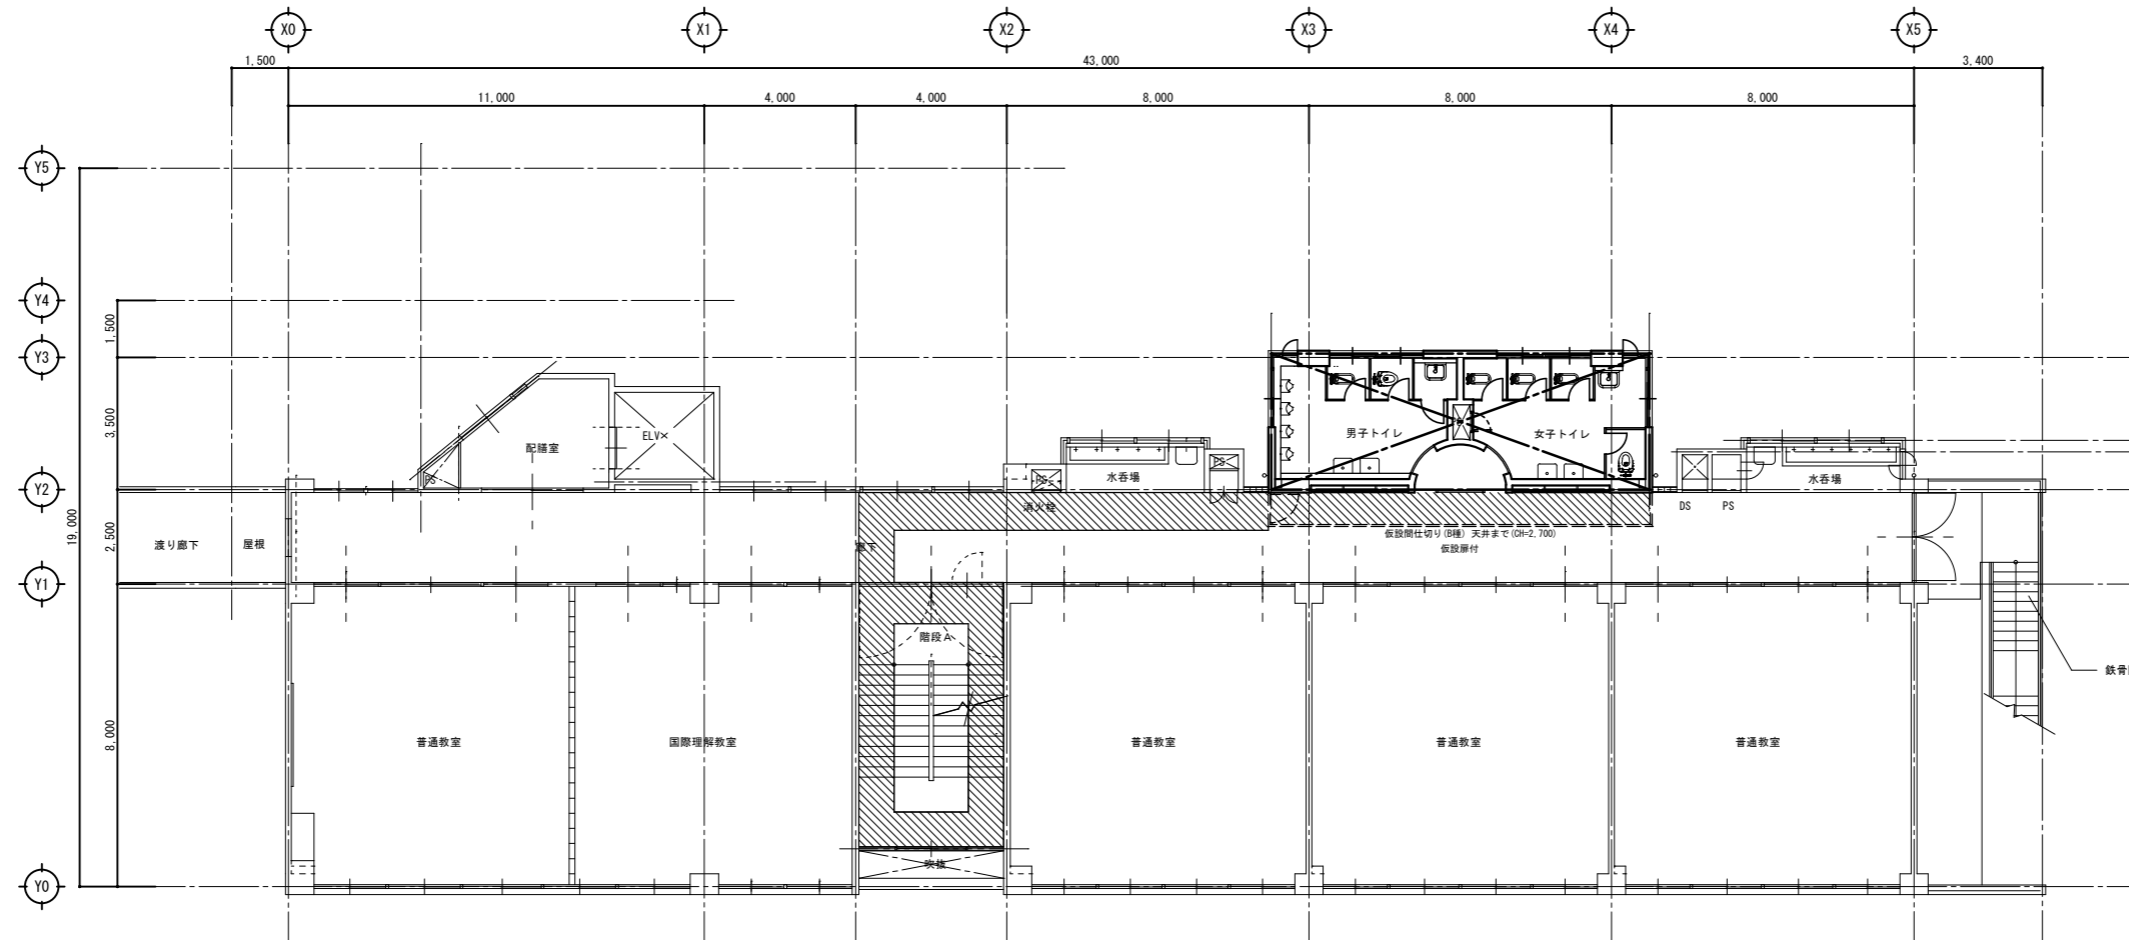 X0
X1
X2
X3
X4
X5
1,500
43,000
3,400
11,000
4,000
4,000
8,000
8,000
8,000
Y5
Y4
Y3
Y2
Y1
Y0
19,000
1,500
3,500
2,500
8,000
配膳室
ELV
PS
水呑場
PS
PS
消火栓
男子トイレ
女子トイレ
水呑場
DS
PS
渡り廊下
屋根
廊下
仮設間仕切り(B種) 天井まで(CH=2,700)
仮設扉付
階段A
普通教室
国際理解教室
普通教室
普通教室
普通教室
吹抜
鉄骨